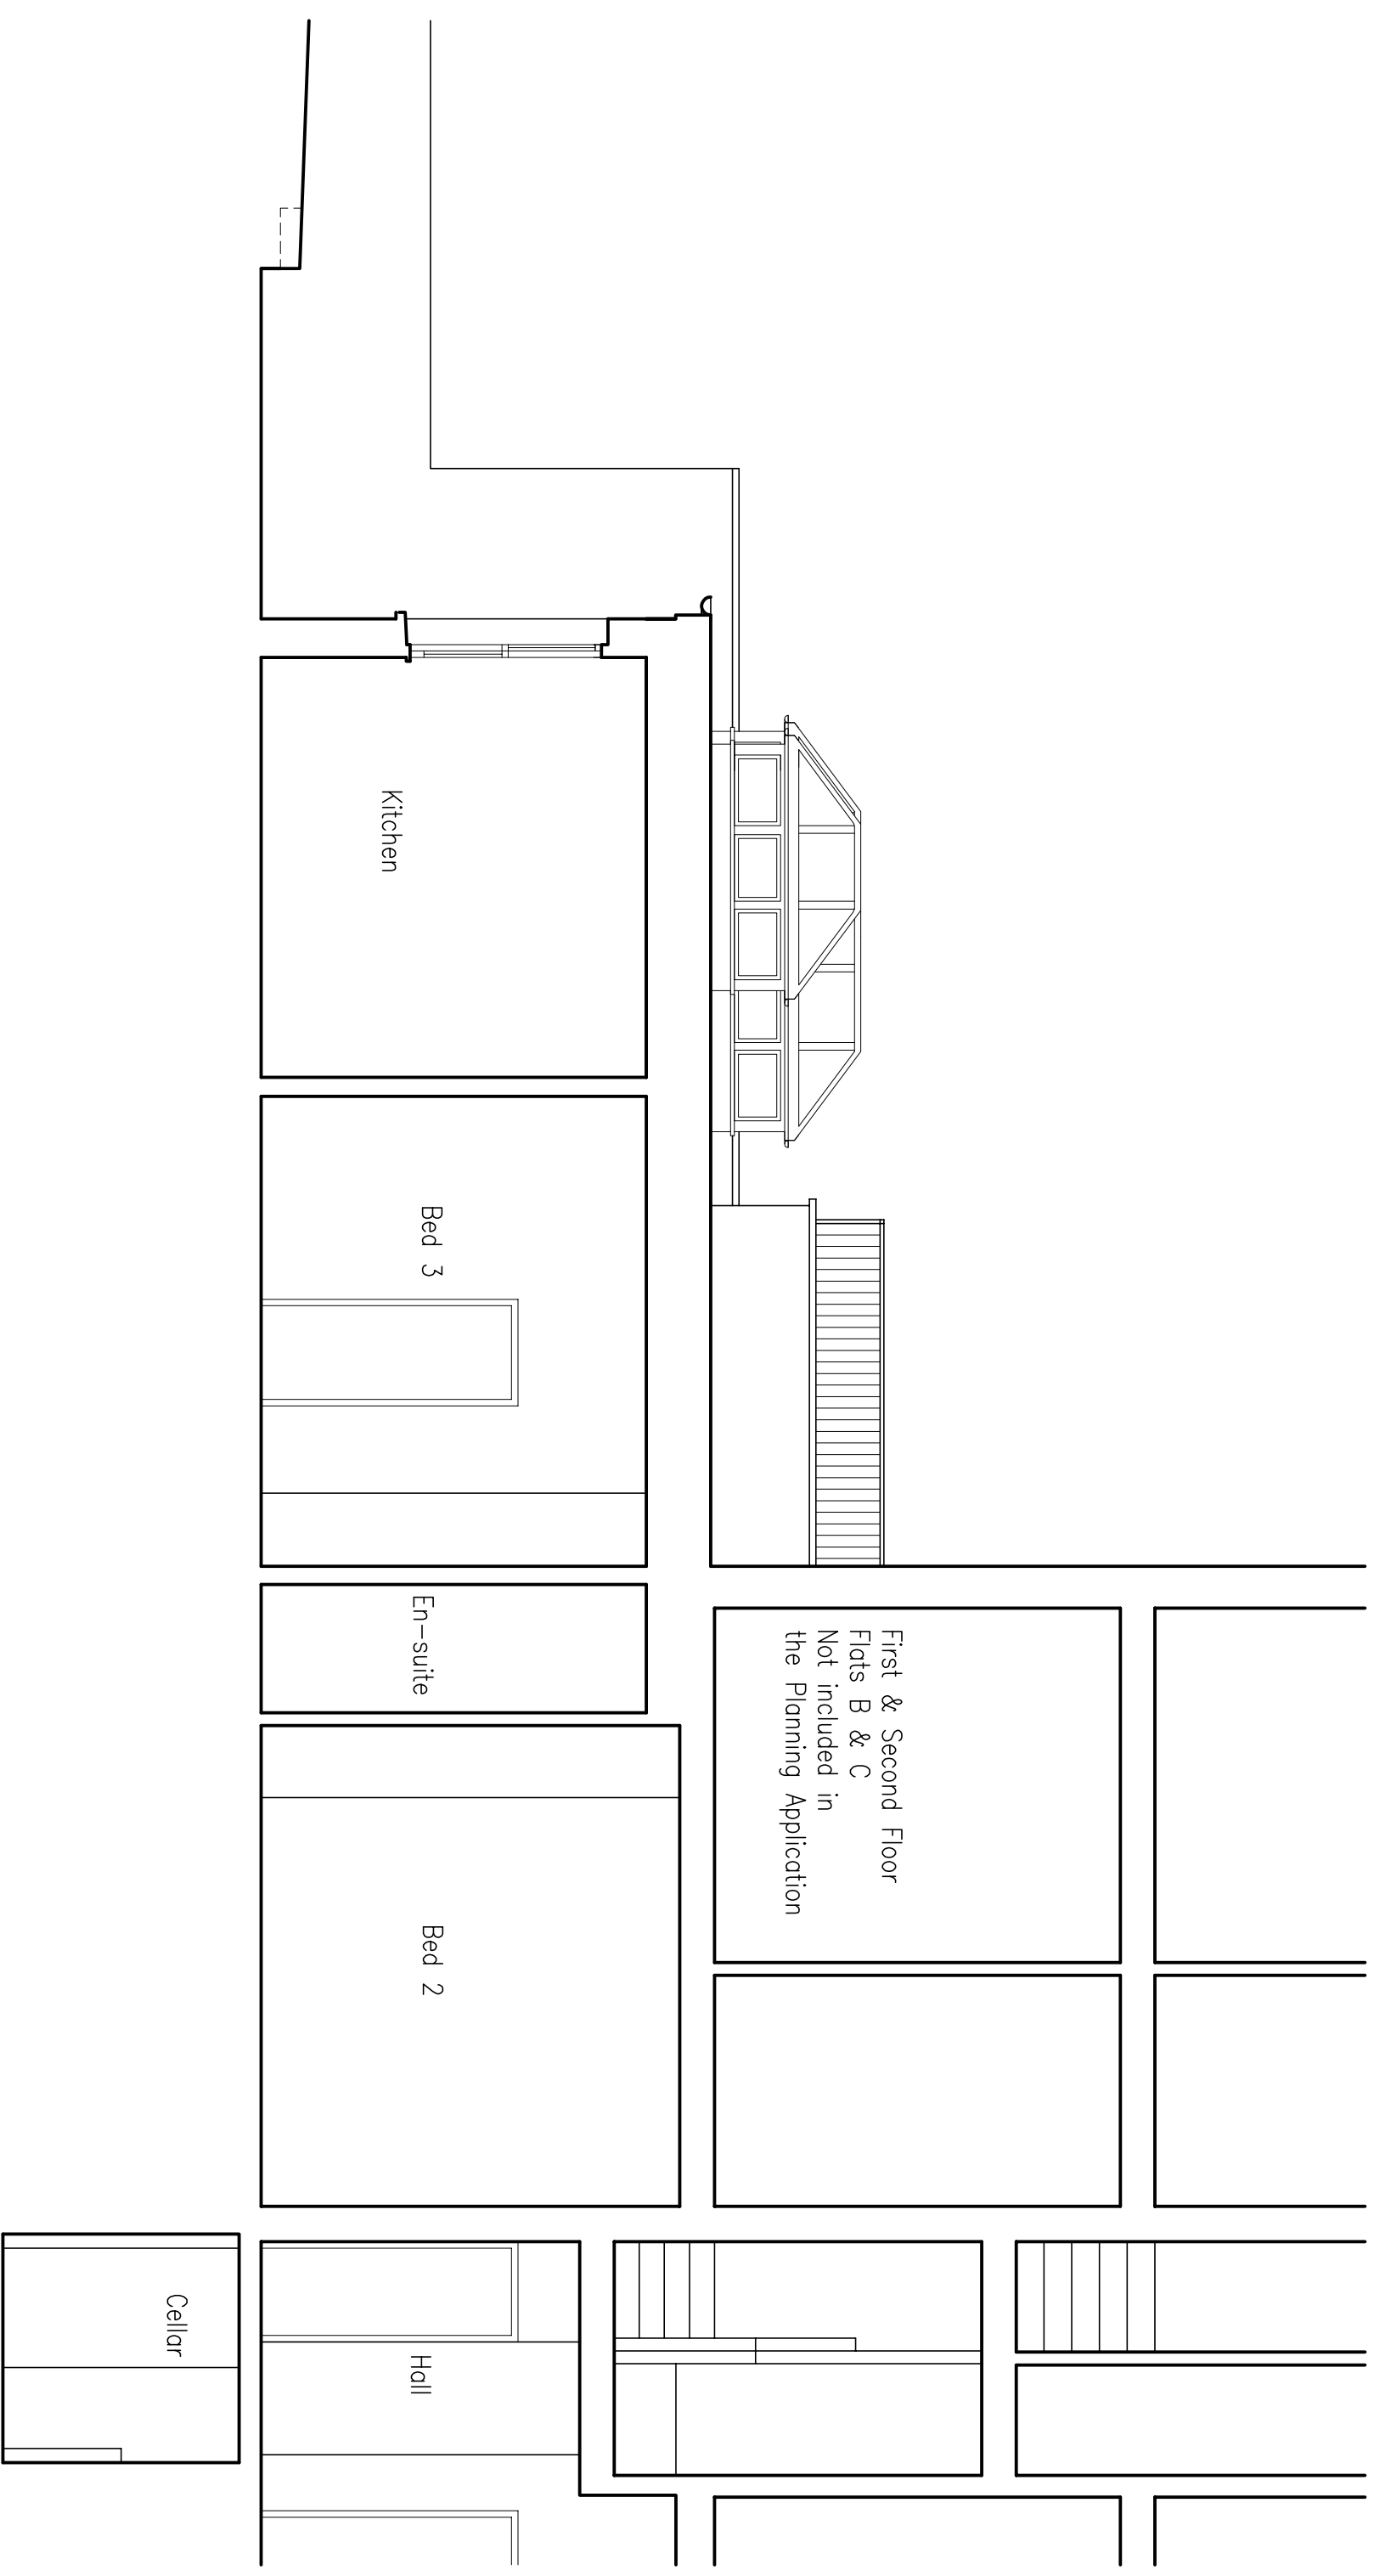 First & Second Floor
Flats B & C
Not included in
the Planning Application
Kitchen
Bed 3
En-suite
Bed 2
Hall
Cellar